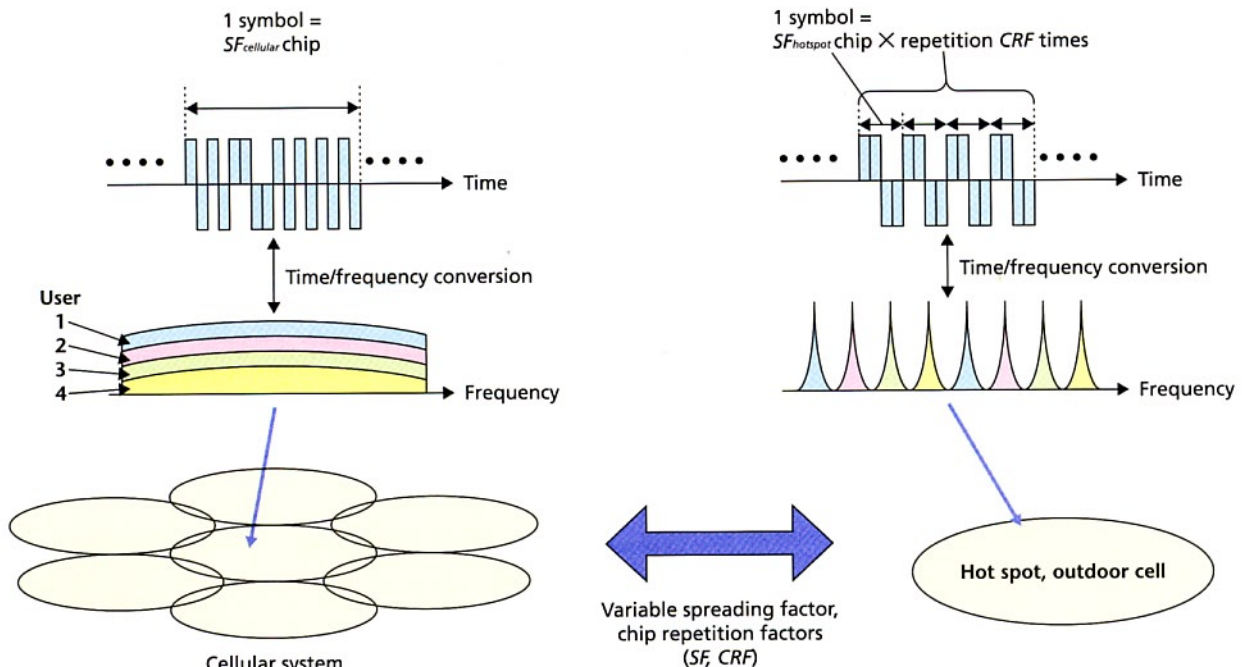 1 symbol =
SFcellular chip
Time
Time/frequency conversion
User
1
2
3
4
Frequency
Cellular system
1 symbol =
SFhotspot chip × repetition CRF times
Time
Time/frequency conversion
Frequency
Hot spot, outdoor cell
Variable spreading factor,
chip repetition factors
(SF, CRF)